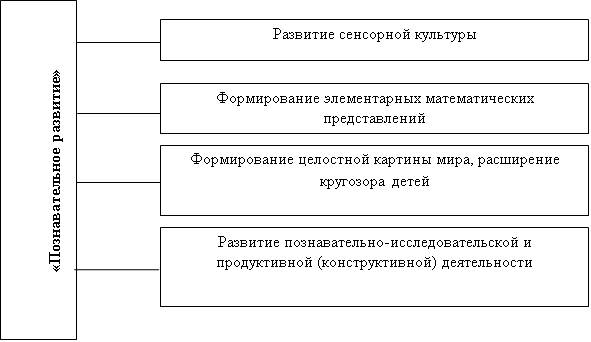 «Познавательное развитие»
Развитие сенсорной культуры
Формирование элементарных математических
представлений
Формирование целостной картины мира, расширение
кругозора детей
Развитие познавательно-исследовательской и
продуктивной (конструктивной) деятельности